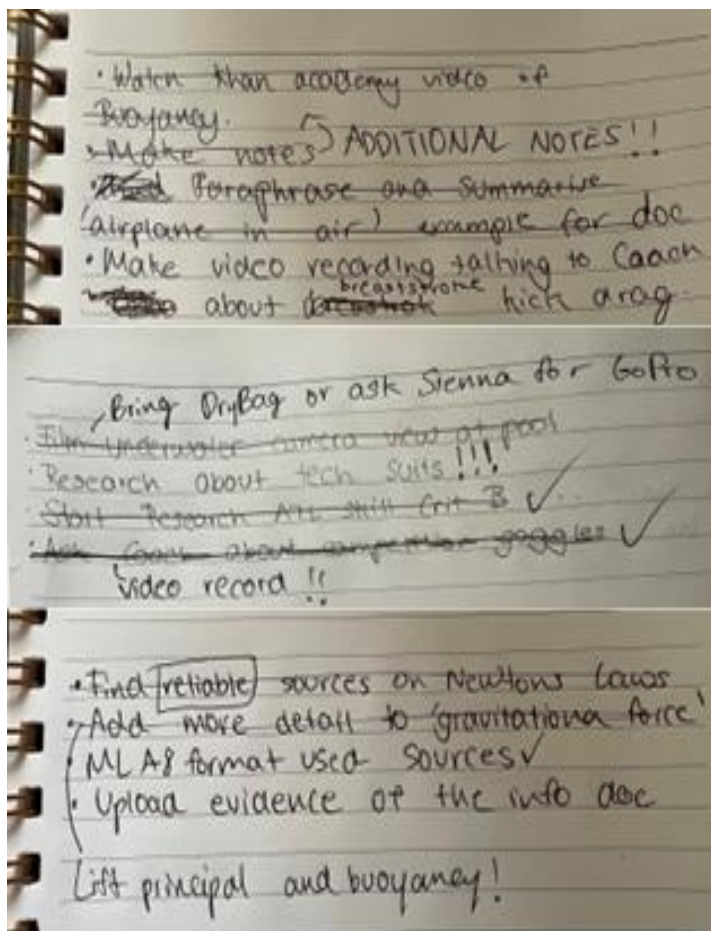 · Watch Khan academy video of
Buoyancy.
· Make notes ADDITIONAL NOTES!!
· Paraphrase and Summarise
'airplane in air' example for doc
· Make video recording talking to Coach
about breaststroke kick drag.
Bring DryBag or ask Sienna for GoPro
· Film Underwater camera view at pool
· Research about tech suits!!!
· Start Research ATL skill Crit B ✓
· Ask Coach about competition goggles ✓
video record !!
· Find reliable sources on Newtons Laws
· Add more detail to 'gravitationa force'
· MLA8 format used sources ✓
· Upload evidence of the info doc
Lift principal and buoyancy!